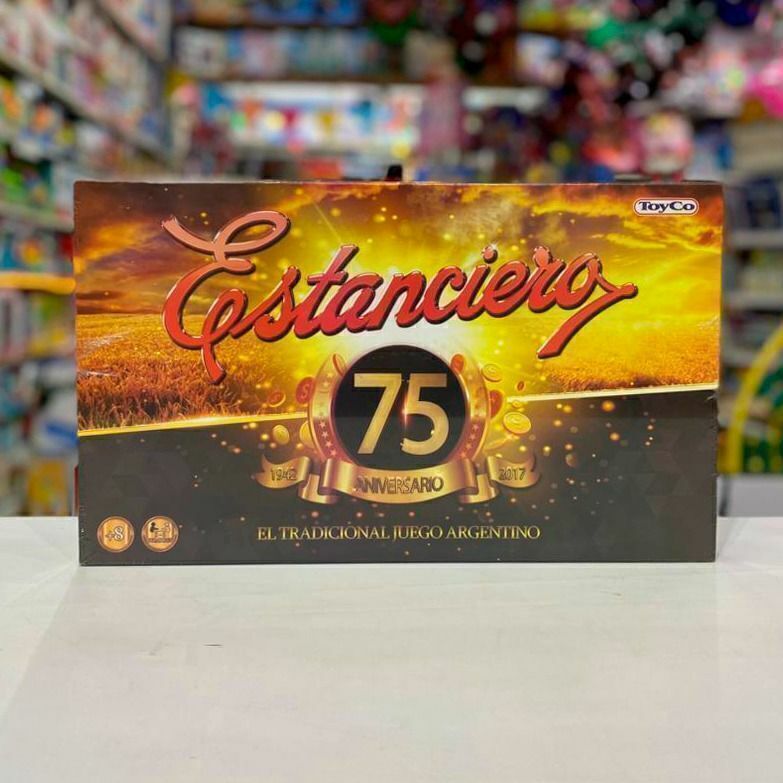 ToyCo
Estanciero
75
1942 ANIVERSARIO 2017
+8
EL TRADICIONAL JUEGO ARGENTINO